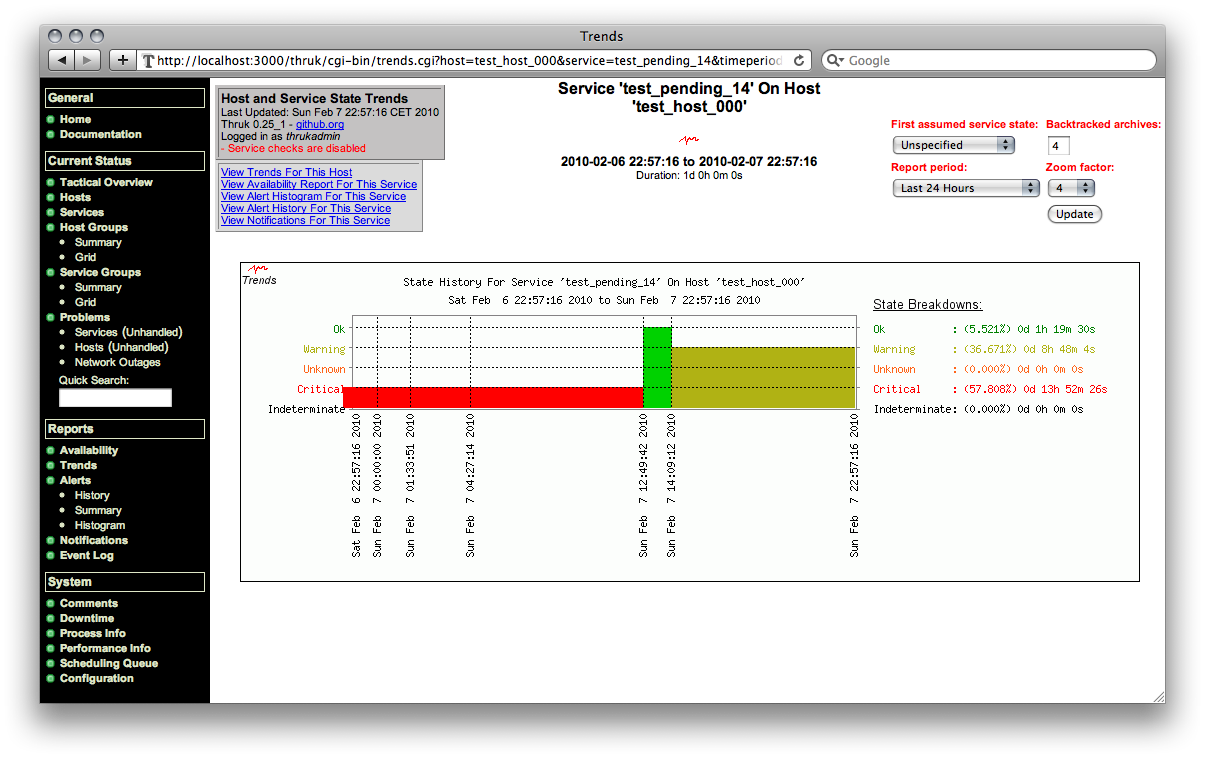 Trends
http://localhost:3000/thruk/cgi-bin/trends.cgi?host=test_host_000&service=test_pending_14&timeperiod
Google
General
Home
Documentation
Current Status
Tactical Overview
Hosts
Services
Host Groups
Summary
Grid
Service Groups
Summary
Grid
Problems
Services (Unhandled)
Hosts (Unhandled)
Network Outages
Quick Search:
Reports
Availability
Trends
Alerts
History
Summary
Histogram
Notifications
Event Log
System
Comments
Downtime
Process Info
Performance Info
Scheduling Queue
Configuration
Host and Service State Trends
Last Updated: Sun Feb 7 22:57:16 CET 2010
Thruk 0.25_1 - github.org
Logged in as thrukadmin
- Service checks are disabled
View Trends For This Host
View Availability Report For This Service
View Alert Histogram For This Service
View Alert History For This Service
View Notifications For This Service
Service 'test_pending_14' On Host
'test_host_000'
2010-02-06 22:57:16 to 2010-02-07 22:57:16
Duration: 1d 0h 0m 0s
First assumed service state: Backtracked archives:
Unspecified 4
Report period: Zoom factor:
Last 24 Hours 4
Update
Trends
State History For Service 'test_pending_14' On Host 'test_host_000'
Sat Feb 6 22:57:16 2010 to Sun Feb 7 22:57:16 2010
Ok
Warning
Unknown
Critical
Indeterminate
Sat Feb 6 22:57:16 2010
Sun Feb 7 00:00:00 2010
Sun Feb 7 01:33:51 2010
Sun Feb 7 04:27:14 2010
Sun Feb 7 12:49:42 2010
Sun Feb 7 14:09:12 2010
Sun Feb 7 22:57:16 2010
State Breakdowns:
Ok : (5.521%) 0d 1h 19m 30s
Warning : (36.671%) 0d 8h 48m 4s
Unknown : (0.000%) 0d 0h 0m 0s
Critical : (57.808%) 0d 13h 52m 26s
Indeterminate: (0.000%) 0d 0h 0m 0s